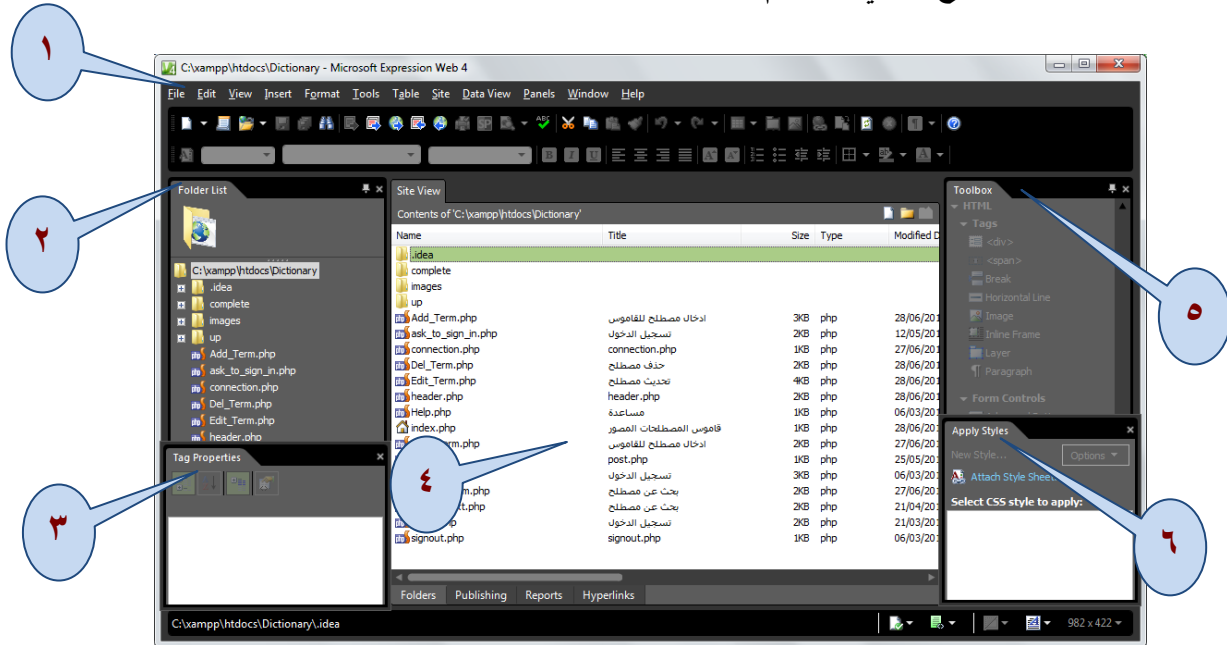 ١
C:\xampp\htdocs\Dictionary - Microsoft Expression Web 4
File Edit View Insert Format Tools Table Site Data View Panels Window Help
٢
Folder List
C:\xampp\htdocs\Dictionary
.idea
complete
images
up
Add_Term.php
ask_to_sign_in.php
connection.php
Del_Term.php
Edit_Term.php
header.php
٣
Tag Properties
Site View
Contents of 'C:\xampp\htdocs\Dictionary'
Name Title Size Type Modified D
.idea
complete
images
up
Add_Term.php ادخال مصطلح للقاموس 3KB php 28/06/201
ask_to_sign_in.php تسجيل الدخول 2KB php 12/05/201
connection.php connection.php 1KB php 27/06/201
Del_Term.php حذف مصطلح 2KB php 28/06/201
Edit_Term.php تحديث مصطلح 4KB php 28/06/201
header.php header.php 2KB php 28/06/201
Help.php مساعدة 1KB php 06/03/201
index.php قاموس المصطلحات المصور 1KB php 28/06/201
m.php ادخال مصطلح للقاموس 2KB php 27/06/201
post.php 1KB php 25/05/201
تسجيل الدخول 3KB php 06/03/201
m.php بحث عن مصطلح 2KB php 27/06/201
t.php بحث عن مصطلح 2KB php 21/04/201
تسجيل الدخول 2KB php 21/03/201
signout.php signout.php 1KB php 06/03/201
٤
Folders Publishing Reports Hyperlinks
٥
Toolbox
HTML
Tags
<div>
<span>
Break
Horizontal Line
Image
Inline Frame
Layer
Paragraph
Form Controls
٦
Apply Styles
New Style... Options
Attach Style Sheet
Select CSS style to apply:
C:\xampp\htdocs\Dictionary\.idea
982 x 422